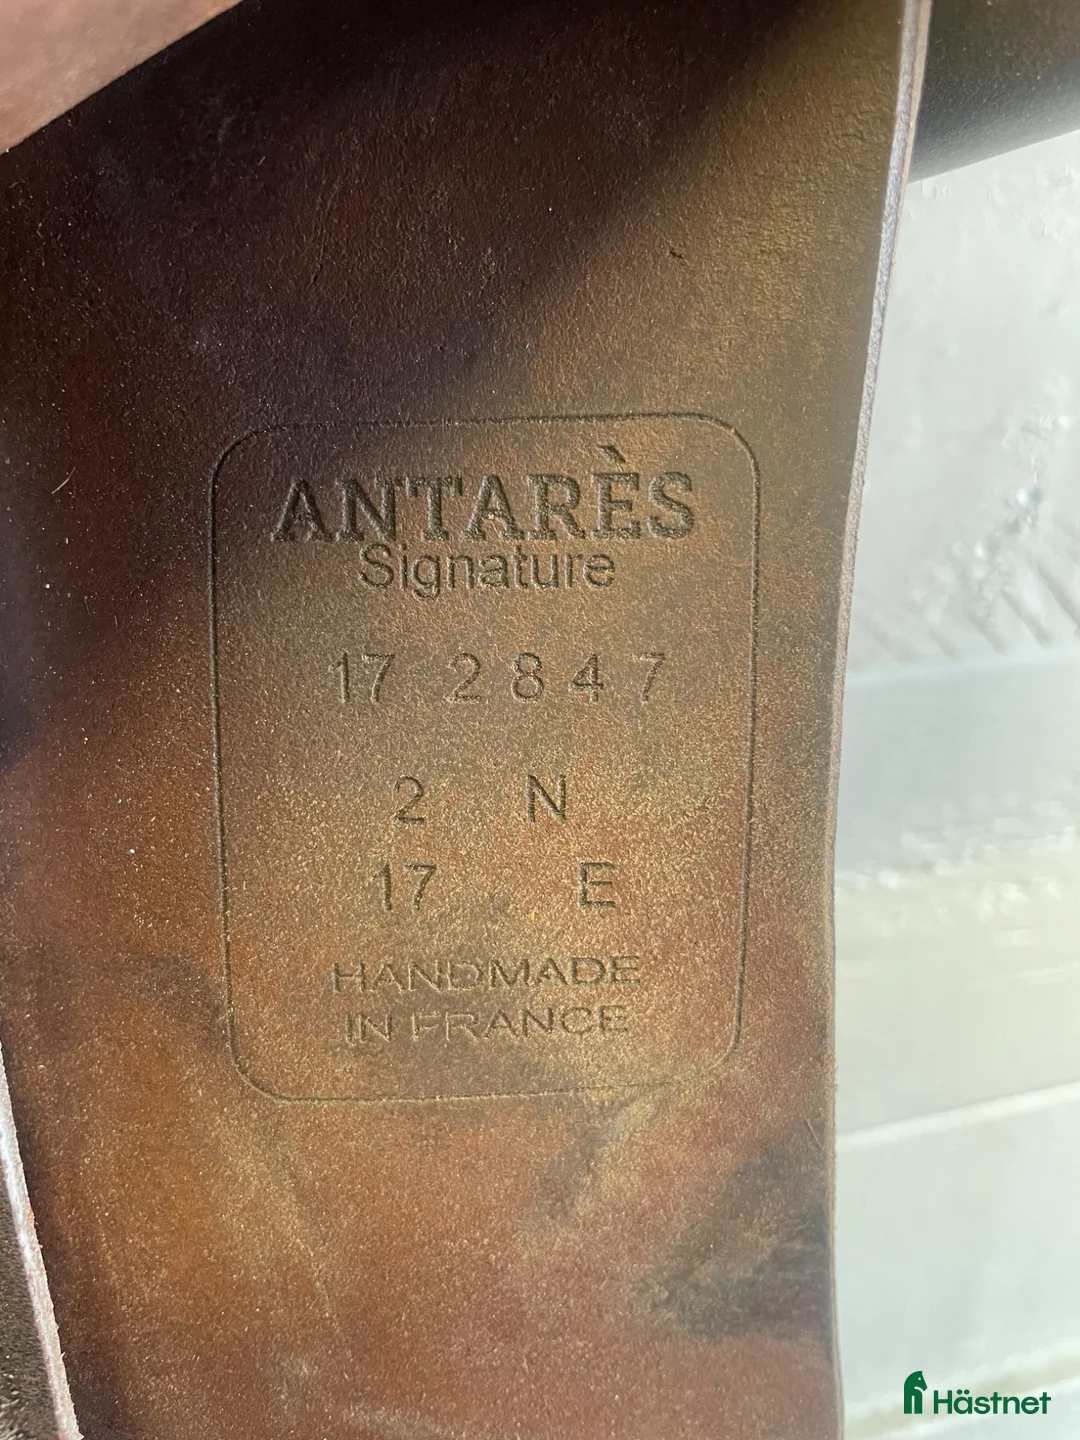 ANTARÈS
Signature
17 2847
2 N
17 E
HANDMADE
IN FRANCE
Hästnet